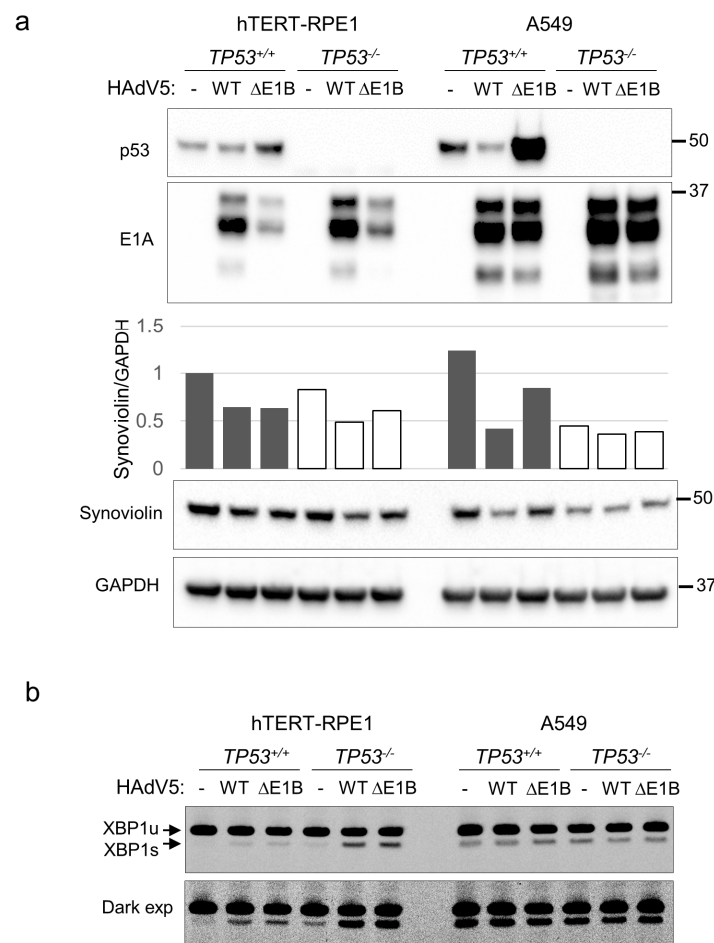 a
hTERT-RPE1 A549
TP53+/+ TP53-/- TP53+/+ TP53-/-
HAdV5: - WT ΔE1B - WT ΔE1B - WT ΔE1B - WT ΔE1B
p53 50
37
E1A
Synoviolin/GAPDH
1.5
1
0.5
0
50
Synoviolin
GAPDH 37
b
hTERT-RPE1 A549
TP53+/+ TP53-/- TP53+/+ TP53-/-
HAdV5: - WT ΔE1B - WT ΔE1B - WT ΔE1B - WT ΔE1B
XBP1u
XBP1s
Dark exp